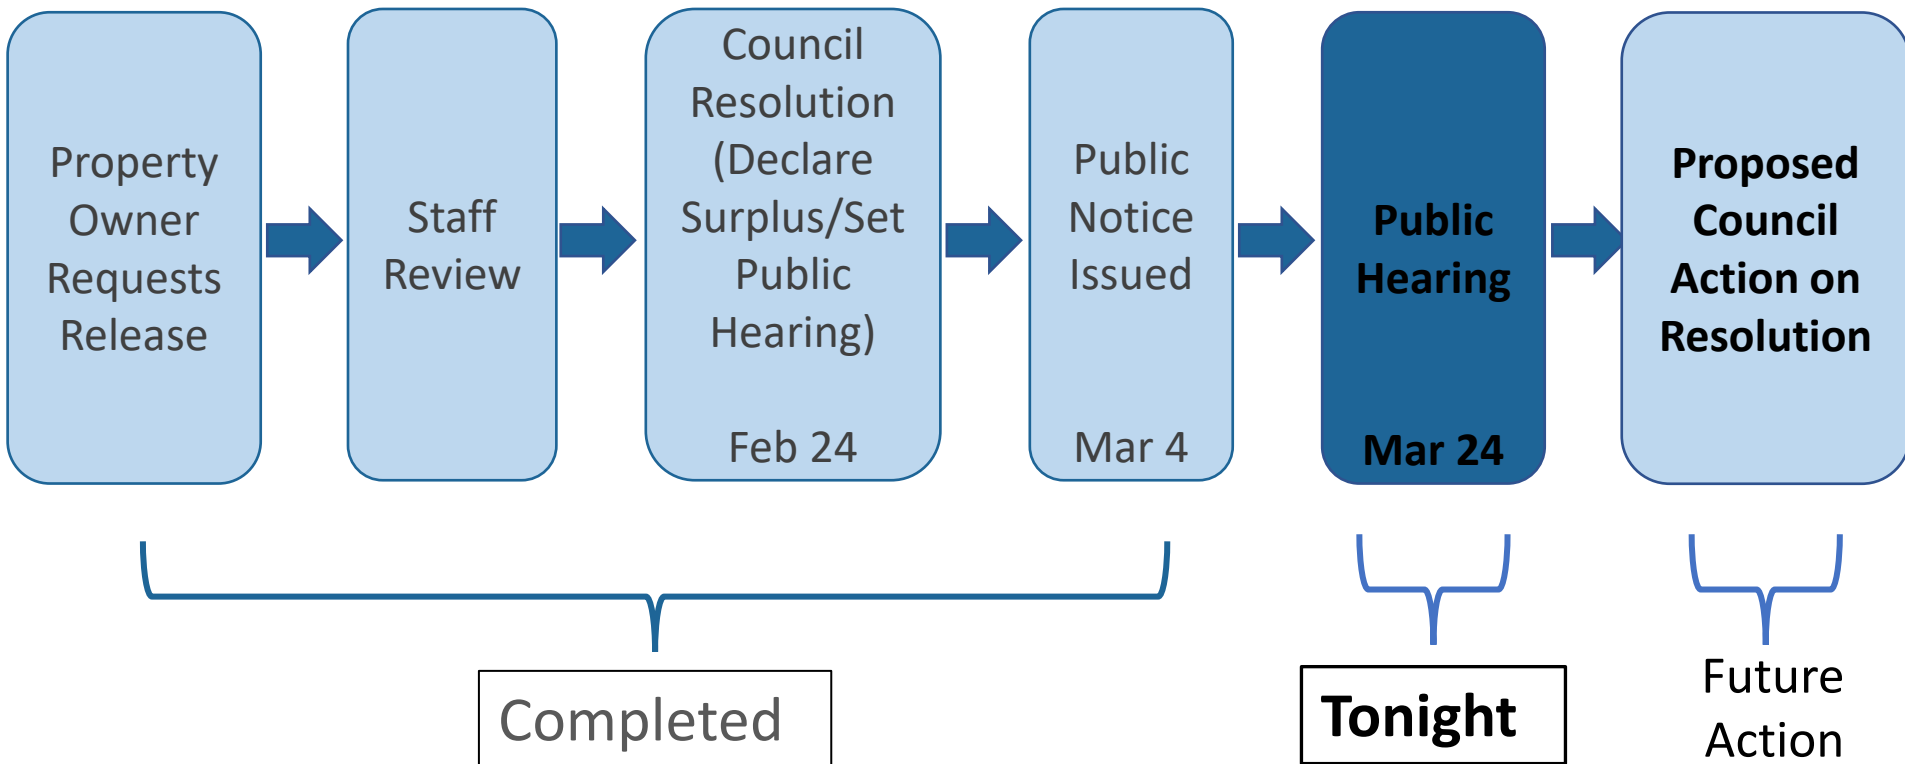 Property
Owner
Requests
Release
Staff
Review
Council
Resolution
(Declare
Surplus/Set
Public
Hearing)
Feb 24
Public
Notice
Issued
Mar 4
Public
Hearing
Mar 24
Proposed
Council
Action on
Resolution
Completed
Tonight
Future
Action